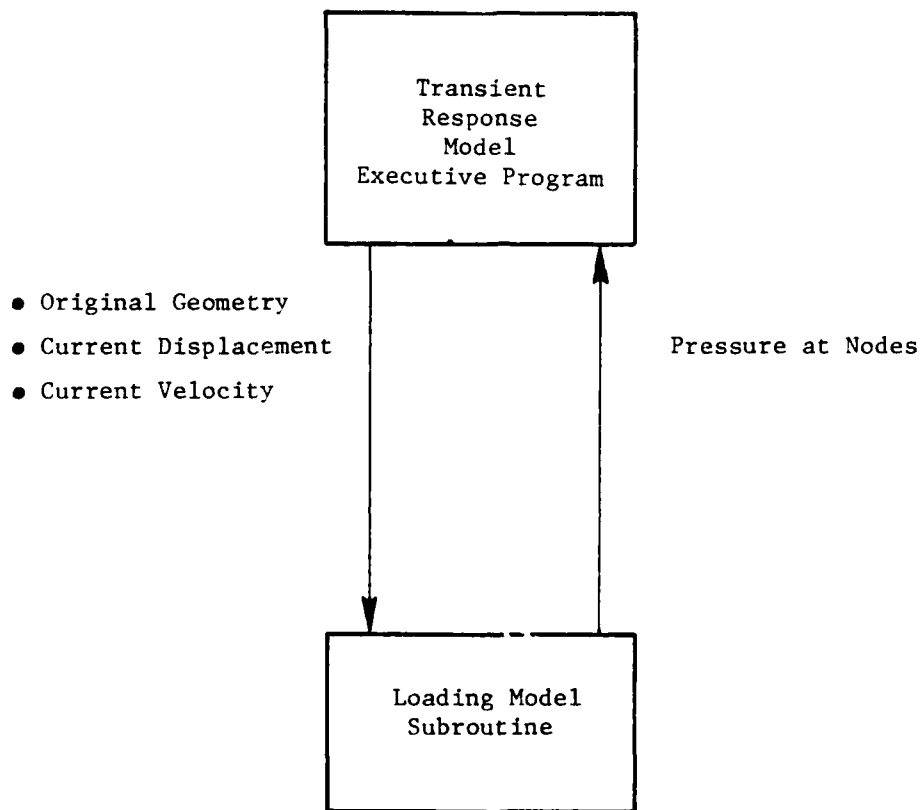 Transient
Response
Model
Executive Program
• Original Geometry
• Current Displacement
• Current Velocity
Pressure at Nodes
Loading Model
Subroutine